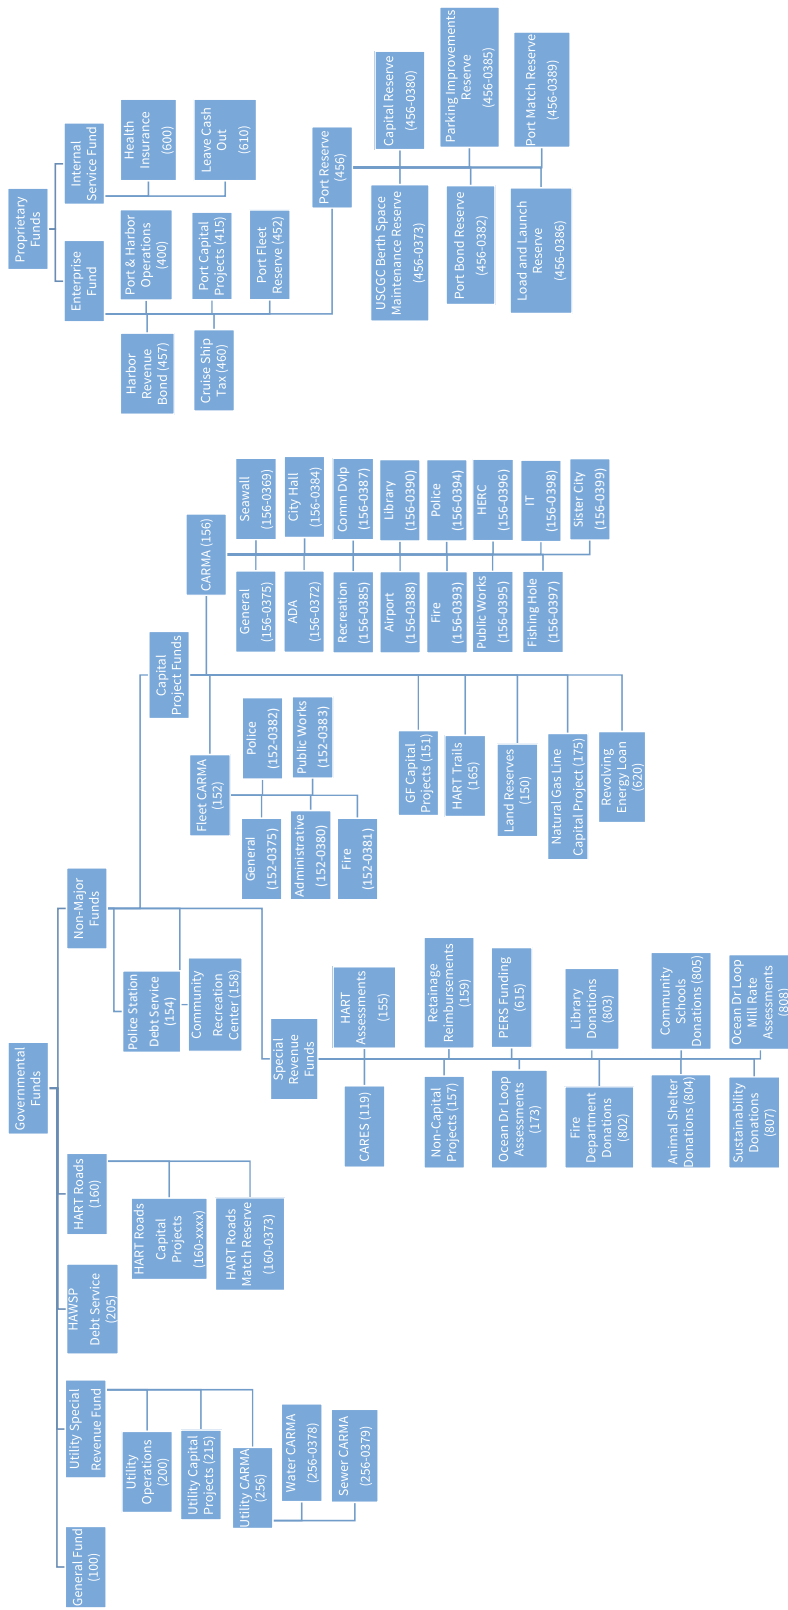 Governmental
Funds
General Fund
(100)
Utility Special
Revenue Fund
Utility
Operations
(200)
Utility Capital
Projects (215)
Utility CARMA
(256)
Water CARMA
(256-0378)
Sewer CARMA
(256-0379)
HAWSP
Debt Service
(205)
HART Roads
(160)
HART Roads
Capital
Projects
(160-xxxx)
HART Roads
Match Reserve
(160-0373)
Non-Major
Funds
Police Station
Debt Service
(154)
Community
Recreation
Center (158)
Special
Revenue
Funds
CARES (119)
HART
Assessments
(155)
Non-Capital
Projects (157)
Retainage
Reimbursements
(159)
Ocean Dr Loop
Assessments
(173)
PERS Funding
(615)
Fire
Department
Donations
(802)
Library
Donations
(803)
Animal Shelter
Donations (804)
Community
Schools
Donations (805)
Sustainability
Donations
(807)
Ocean Dr Loop
Mill Rate
Assessments
(808)
Capital
Project Funds
Fleet CARMA
(152)
General
(152-0375)
Police
(152-0382)
Administrative
(152-0380)
Public Works
(152-0383)
Fire
(152-0381)
CARMA (156)
General
(156-0375)
Seawall
(156-0369)
ADA
(156-0372)
City Hall
(156-0384)
Recreation
(156-0385)
Comm Dvlp
(156-0387)
Airport
(156-0388)
Library
(156-0390)
Fire
(156-0393)
Police
(156-0394)
Public Works
(156-0395)
HERC
(156-0396)
Fishing Hole
(156-0397)
IT
(156-0398)
Sister City
(156-0399)
GF Capital
Projects (151)
HART Trails
(165)
Land Reserves
(150)
Natural Gas Line
Capital Project (175)
Revolving
Energy Loan
(620)
Proprietary
Funds
Enterprise
Fund
Harbor
Revenue
Bond (457)
Port & Harbor
Operations
(400)
Cruise Ship
Tax (460)
Port Capital
Projects (415)
Port Fleet
Reserve (452)
Port Reserve
(456)
USCGC Berth Space
Maintenance Reserve
(456-0373)
Capital Reserve
(456-0380)
Port Bond Reserve
(456-0382)
Parking Improvements
Reserve
(456-0385)
Load and Launch
Reserve
(456-0386)
Port Match Reserve
(456-0389)
Internal
Service Fund
Health
Insurance
(600)
Leave Cash
Out
(610)